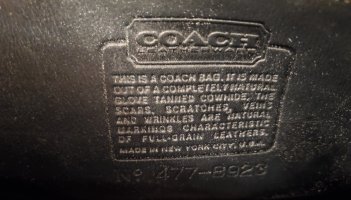 COACH
LEATHERWARE
THIS IS A COACH BAG. IT IS MADE
OUT OF A COMPLETELY NATURAL
GLOVE TANNED COWHIDE, THE
SCARS, SCRATCHES, VEINS
AND WRINKLES ARE NATURAL
MARKINGS CHARACTERISTIC
OF FULL-GRAIN LEATHERS.
MADE IN NEW YORK CITY, U.S.A.
No 477-8923